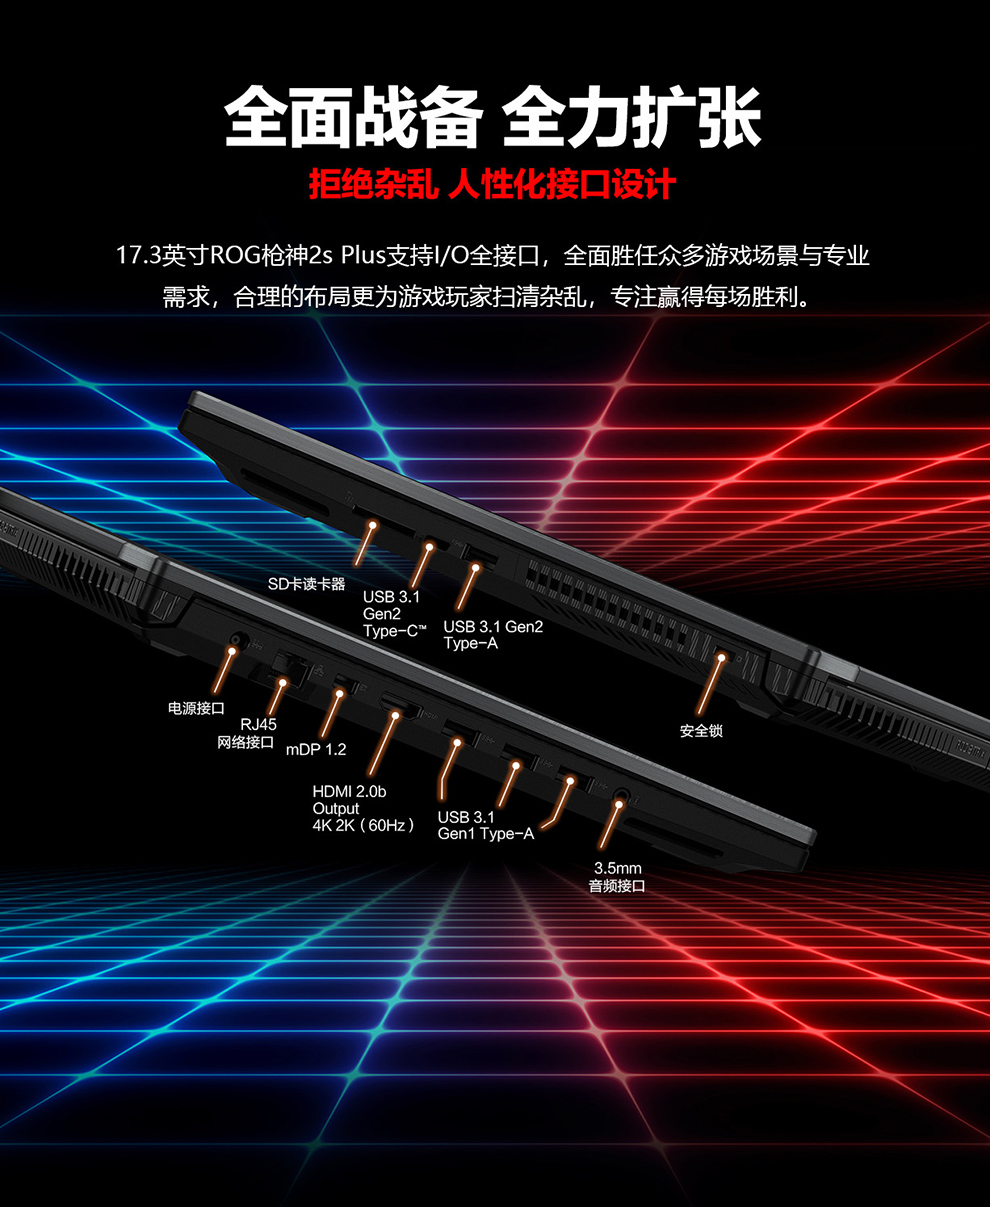 全面战备 全力扩张
拒绝杂乱 人性化接口设计
17.3英寸ROG枪神2s Plus支持I/O全接口，全面胜任众多游戏场景与专业
需求，合理的布局更为游戏玩家扫清杂乱，专注赢得每场胜利。
SD卡读卡器
USB 3.1
Gen2
Type-C™
USB 3.1 Gen2
Type-A
安全锁
电源接口
RJ45
网络接口
mDP 1.2
HDMI 2.0b
Output
4K 2K（60Hz）
USB 3.1
Gen1 Type-A
3.5mm
音频接口